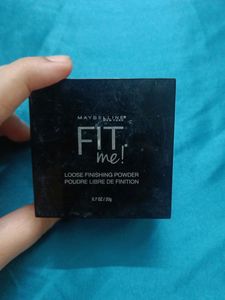 MAYBELLINE®
NEW YORK
FIT
me!
LOOSE FINISHING POWDER
POUDRE LIBRE DE FINITION
0.7 OZ / 20g